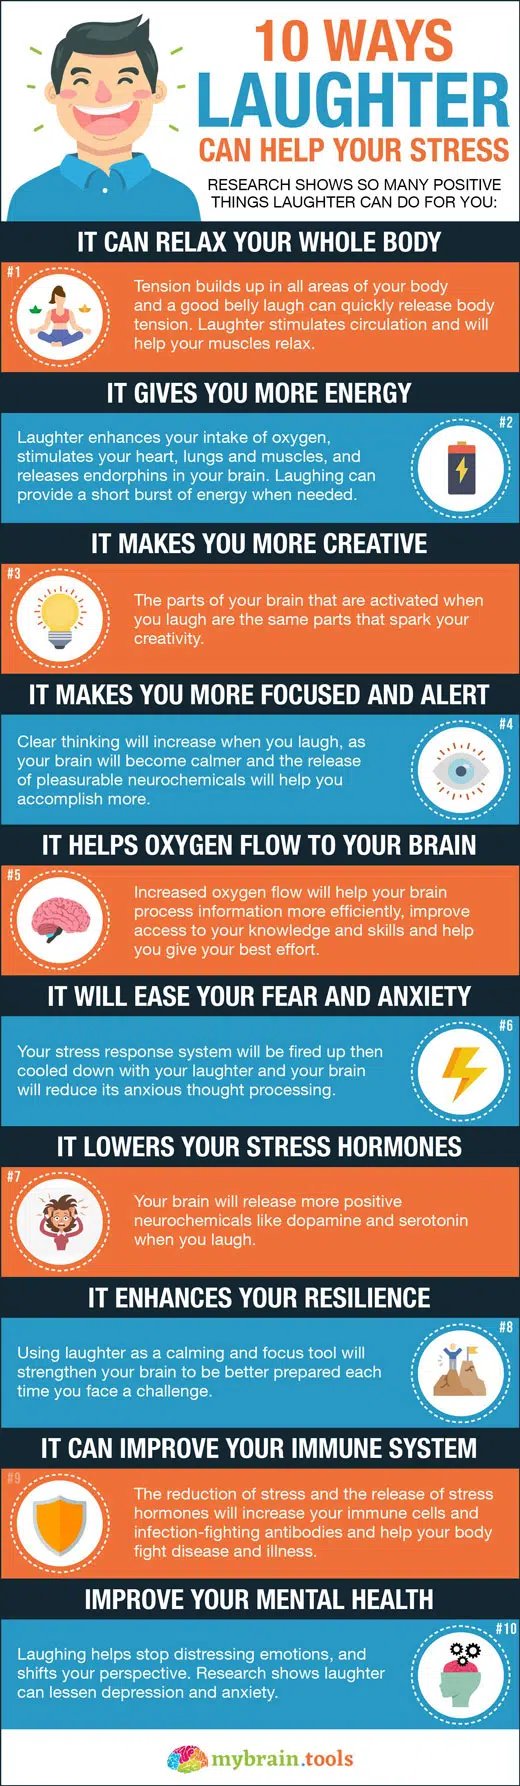 10 WAYS
LAUGHTER
CAN HELP YOUR STRESS
RESEARCH SHOWS SO MANY POSITIVE
THINGS LAUGHTER CAN DO FOR YOU:
IT CAN RELAX YOUR WHOLE BODY
#1
Tension builds up in all areas of your body
and a good belly laugh can quickly release body
tension. Laughter stimulates circulation and will
help your muscles relax.
IT GIVES YOU MORE ENERGY
#2
Laughter enhances your intake of oxygen,
stimulates your heart, lungs and muscles, and
releases endorphins in your brain. Laughing can
provide a short burst of energy when needed.
IT MAKES YOU MORE CREATIVE
#3
The parts of your brain that are activated when
you laugh are the same parts that spark your
creativity.
IT MAKES YOU MORE FOCUSED AND ALERT
#4
Clear thinking will increase when you laugh, as
your brain will become calmer and the release
of pleasurable neurochemicals will help you
accomplish more.
IT HELPS OXYGEN FLOW TO YOUR BRAIN
#5
Increased oxygen flow will help your brain
process information more efficiently, improve
access to your knowledge and skills and help
you give your best effort.
IT WILL EASE YOUR FEAR AND ANXIETY
#6
Your stress response system will be fired up then
cooled down with your laughter and your brain
will reduce its anxious thought processing.
IT LOWERS YOUR STRESS HORMONES
#7
Your brain will release more positive
neurochemicals like dopamine and serotonin
when you laugh.
IT ENHANCES YOUR RESILIENCE
#8
Using laughter as a calming and focus tool will
strengthen your brain to be better prepared each
time you face a challenge.
IT CAN IMPROVE YOUR IMMUNE SYSTEM
#9
The reduction of stress and the release of stress
hormones will increase your immune cells and
infection-fighting antibodies and help your body
fight disease and illness.
IMPROVE YOUR MENTAL HEALTH
#10
Laughing helps stop distressing emotions, and
shifts your perspective. Research shows laughter
can lessen depression and anxiety.
mybrain.tools